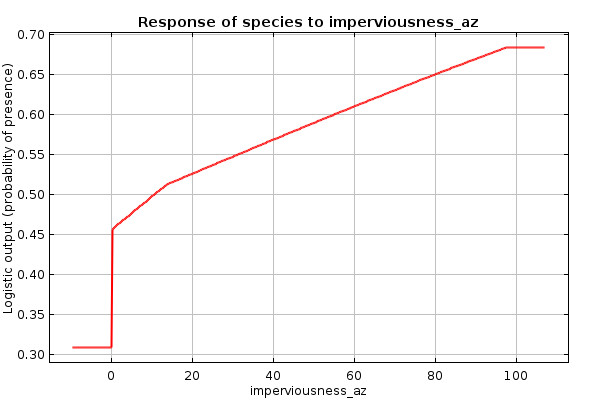 Response of species to imperviousness_az
Logistic output (probability of presence)
0.70
0.65
0.60
0.55
0.50
0.45
0.40
0.35
0.30
0 20 40 60 80 100
imperviousness_az